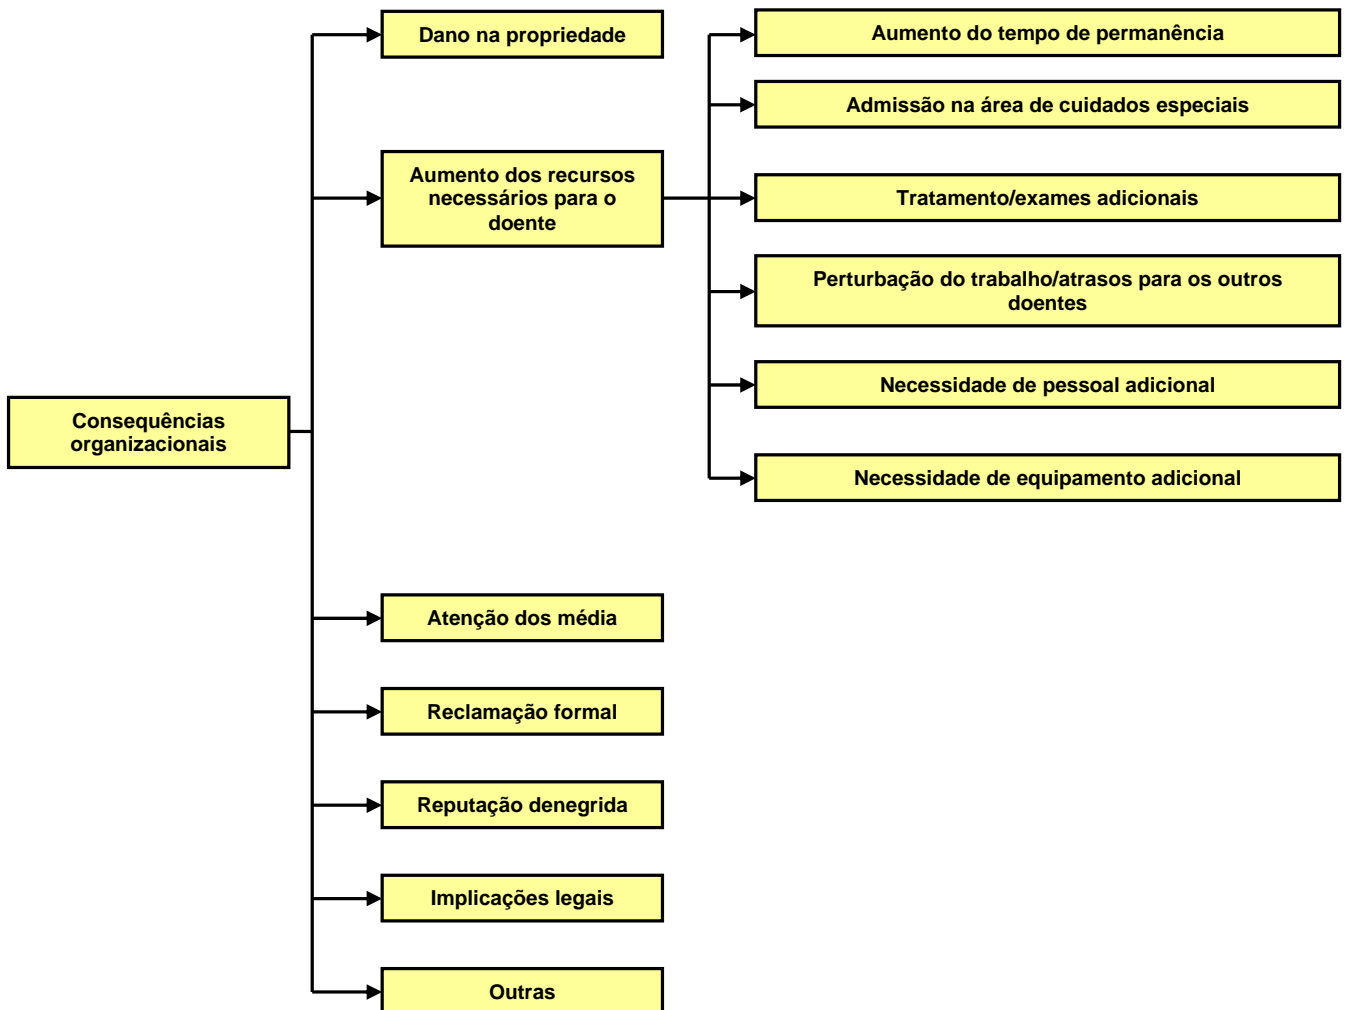 Consequências
organizacionais
Dano na propriedade
Aumento dos recursos
necessários para o
doente
Aumento do tempo de permanência
Admissão na área de cuidados especiais
Tratamento/exames adicionais
Perturbação do trabalho/atrasos para os outros
doentes
Necessidade de pessoal adicional
Necessidade de equipamento adicional
Atenção dos média
Reclamação formal
Reputação denegrida
Implicações legais
Outras